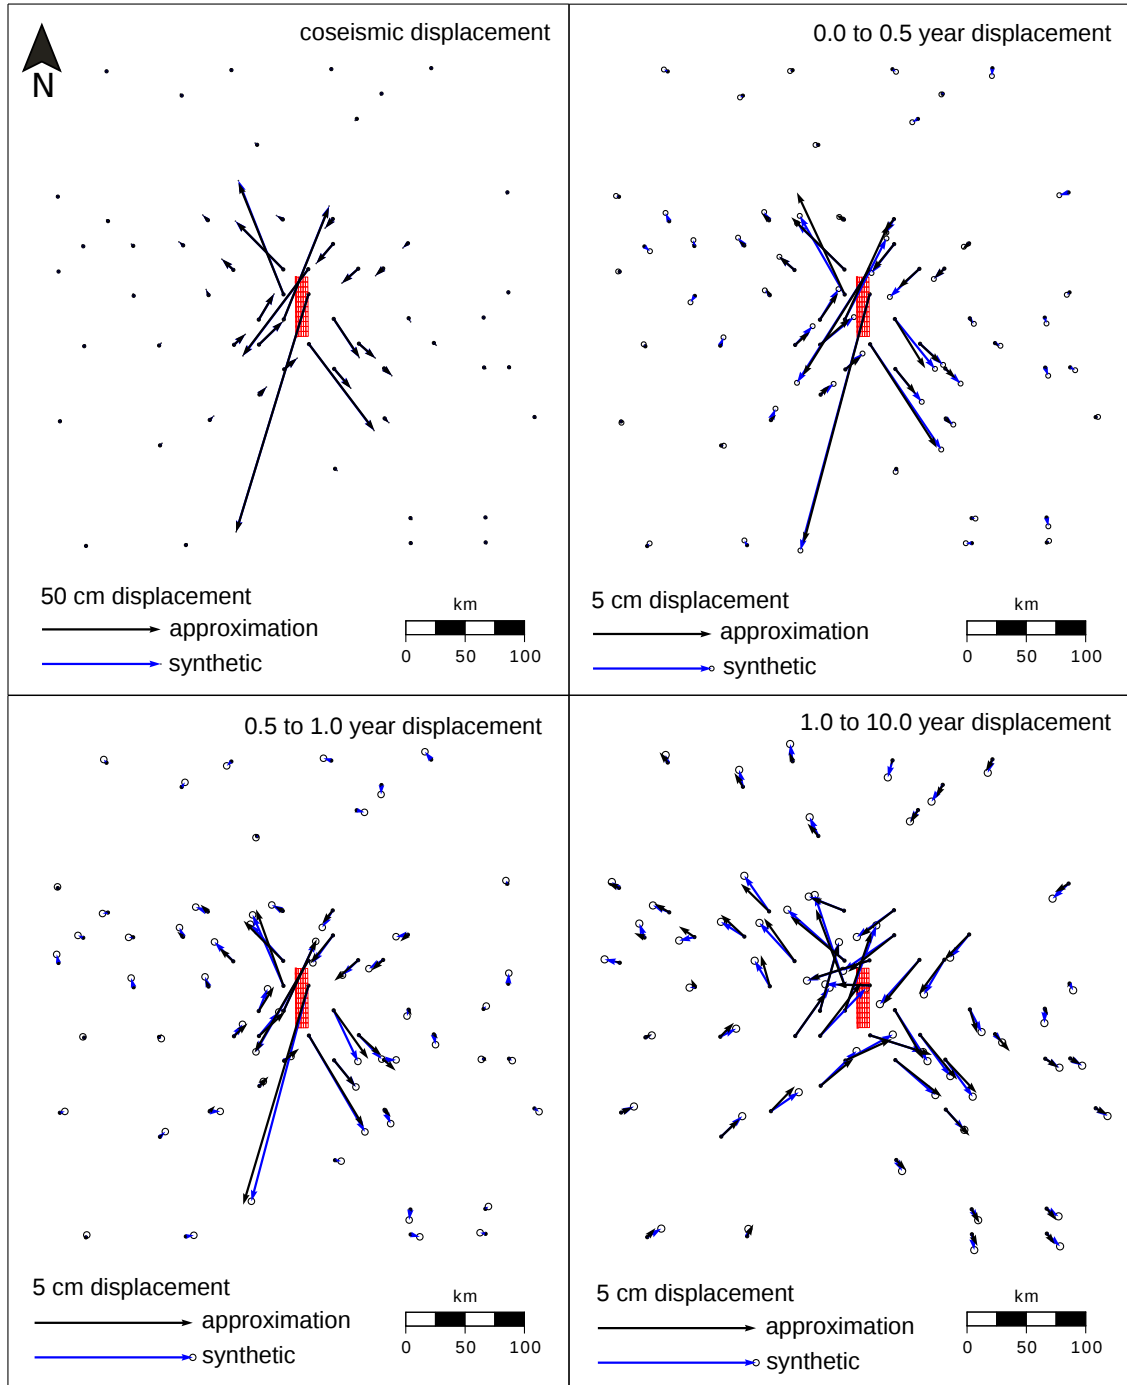 coseismic displacement
N
50 cm displacement
approximation
synthetic
km
0 50 100
0.0 to 0.5 year displacement
5 cm displacement
approximation
synthetic
km
0 50 100
0.5 to 1.0 year displacement
5 cm displacement
approximation
synthetic
km
0 50 100
1.0 to 10.0 year displacement
5 cm displacement
approximation
synthetic
km
0 50 100